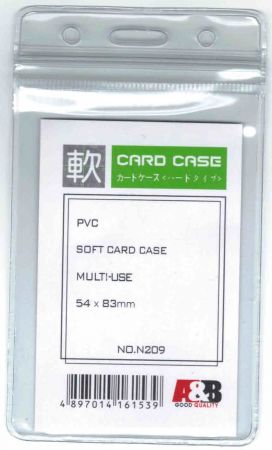 軟
CARD CASE
カードケース<ハードタイプ>
PVC
SOFT CARD CASE
MULTI-USE
54 x 83mm
NO.N209
4 897014 161539
A&B
GOOD QUALITY